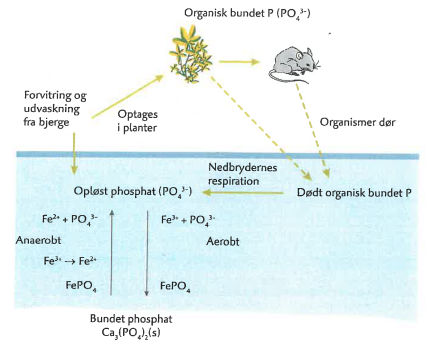 Organisk bundet P (PO₄³⁻)
Forvitring og
udvaskning
fra bjerge
Optages
i planter
Organismer dør
Nedbrydernes
respiration
Opløst phosphat (PO₄³⁻)
Dødt organisk bundet P
Fe²⁺ + PO₄³⁻
Fe³⁺ + PO₄³⁻
Anaerobt
Aerobt
Fe³⁺ → Fe²⁺
FePO₄
FePO₄
Bundet phosphat
Ca₃(PO₄)₂(s)